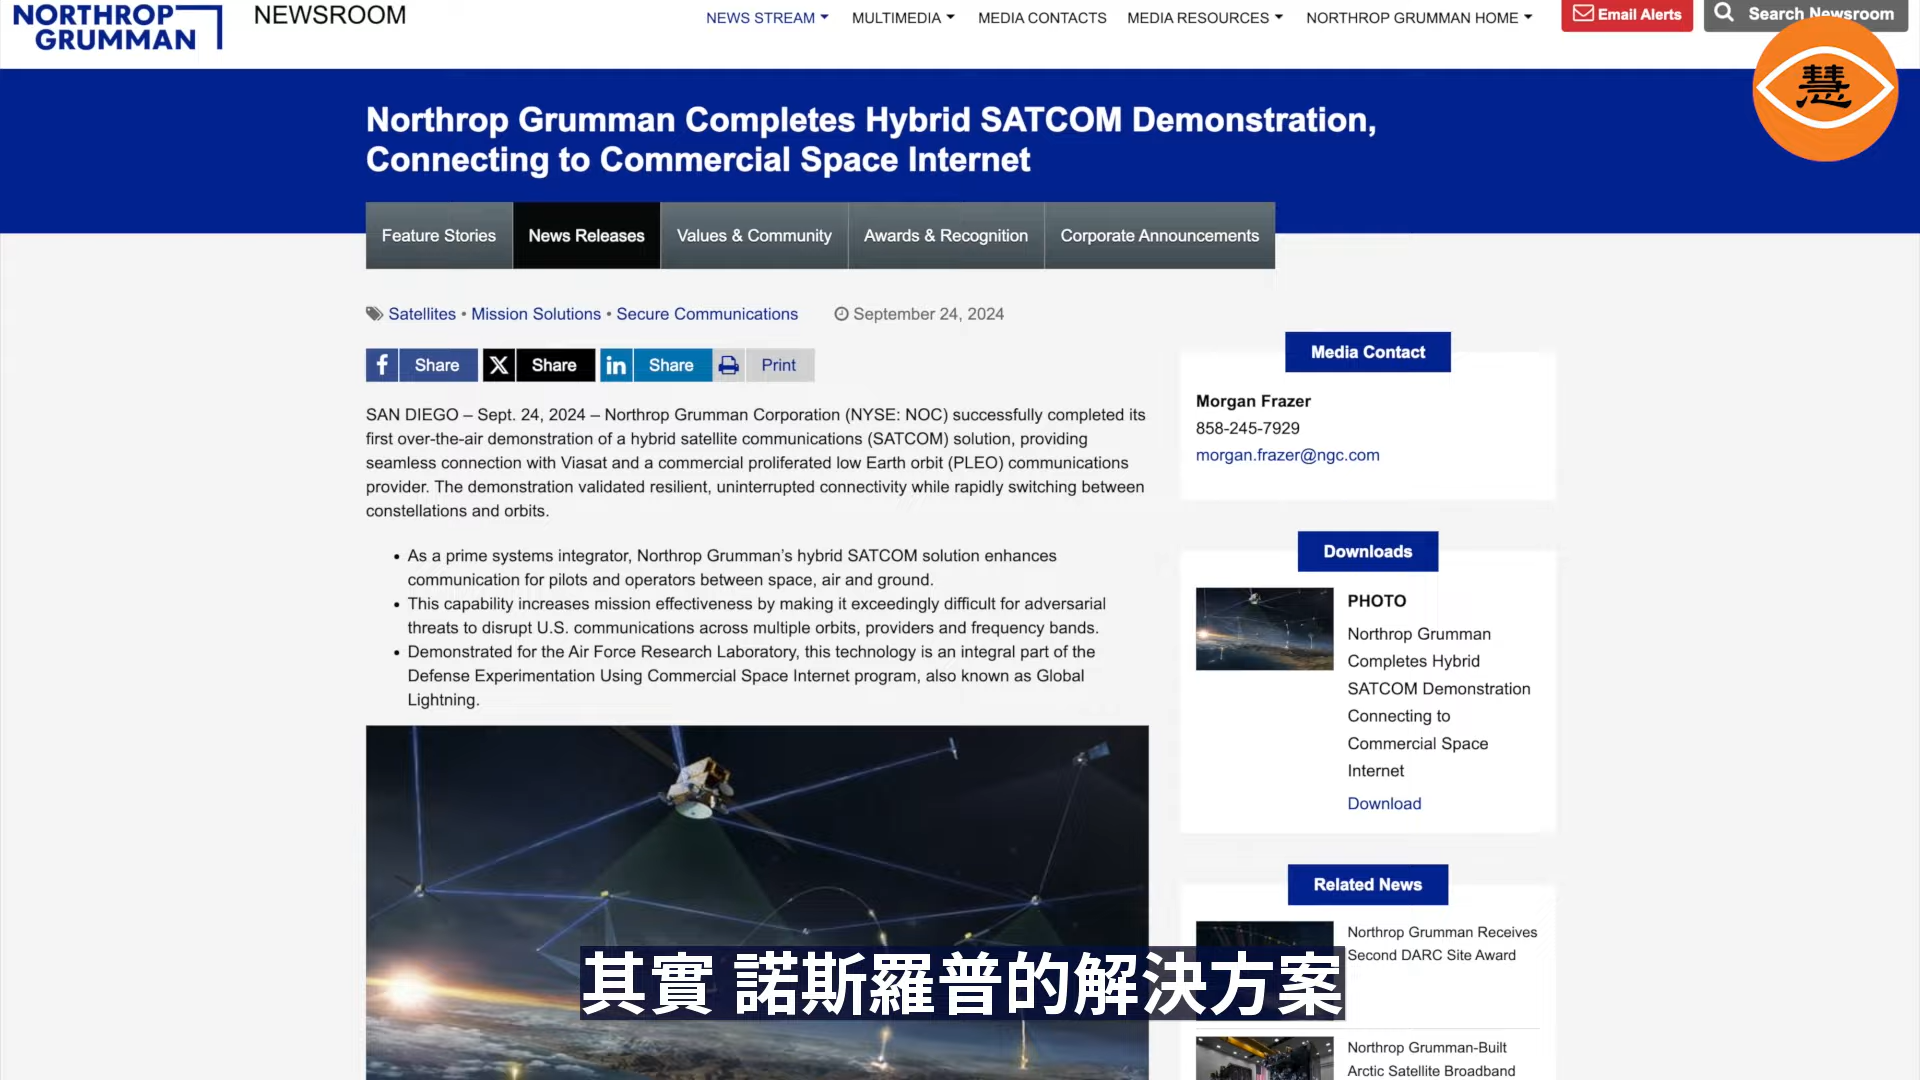 NORTHROP
GRUMMAN
NEWSROOM
NEWS STREAM
MULTIMEDIA
MEDIA CONTACTS
MEDIA RESOURCES
NORTHROP GRUMMAN HOME
Email Alerts
Search Newsroom
慧
Northrop Grumman Completes Hybrid SATCOM Demonstration,
Connecting to Commercial Space Internet
Feature Stories
News Releases
Values & Community
Awards & Recognition
Corporate Announcements
Satellites • Mission Solutions • Secure Communications
September 24, 2024
Share
Share
Share
Print
SAN DIEGO – Sept. 24, 2024 – Northrop Grumman Corporation (NYSE: NOC) successfully completed its
first over-the-air demonstration of a hybrid satellite communications (SATCOM) solution, providing
seamless connection with Viasat and a commercial proliferated low Earth orbit (PLEO) communications
provider. The demonstration validated resilient, uninterrupted connectivity while rapidly switching between
constellations and orbits.
• As a prime systems integrator, Northrop Grumman’s hybrid SATCOM solution enhances
communication for pilots and operators between space, air and ground.
• This capability increases mission effectiveness by making it exceedingly difficult for adversarial
threats to disrupt U.S. communications across multiple orbits, providers and frequency bands.
• Demonstrated for the Air Force Research Laboratory, this technology is an integral part of the
Defense Experimentation Using Commercial Space Internet program, also known as Global
Lightning.
Media Contact
Morgan Frazer
858-245-7929
morgan.frazer@ngc.com
Downloads
PHOTO
Northrop Grumman
Completes Hybrid
SATCOM Demonstration
Connecting to
Commercial Space
Internet
Download
Related News
Northrop Grumman Receives
Second DARC Site Award
Northrop Grumman-Built
Arctic Satellite Broadband
其實 諾斯羅普的解決方案